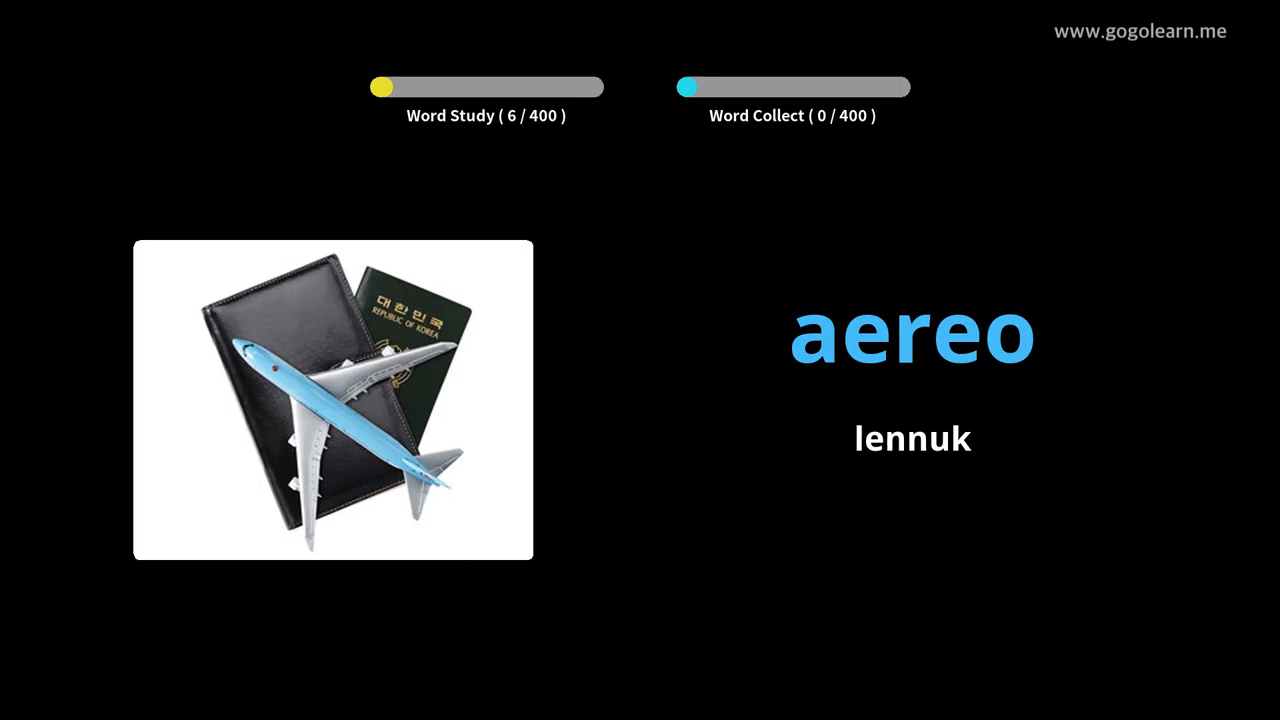 www.gogolearn.me
Word Study ( 6 / 400 )
Word Collect ( 0 / 400 )
대한민국
REPUBLIC OF KOREA
aereo
lennuk